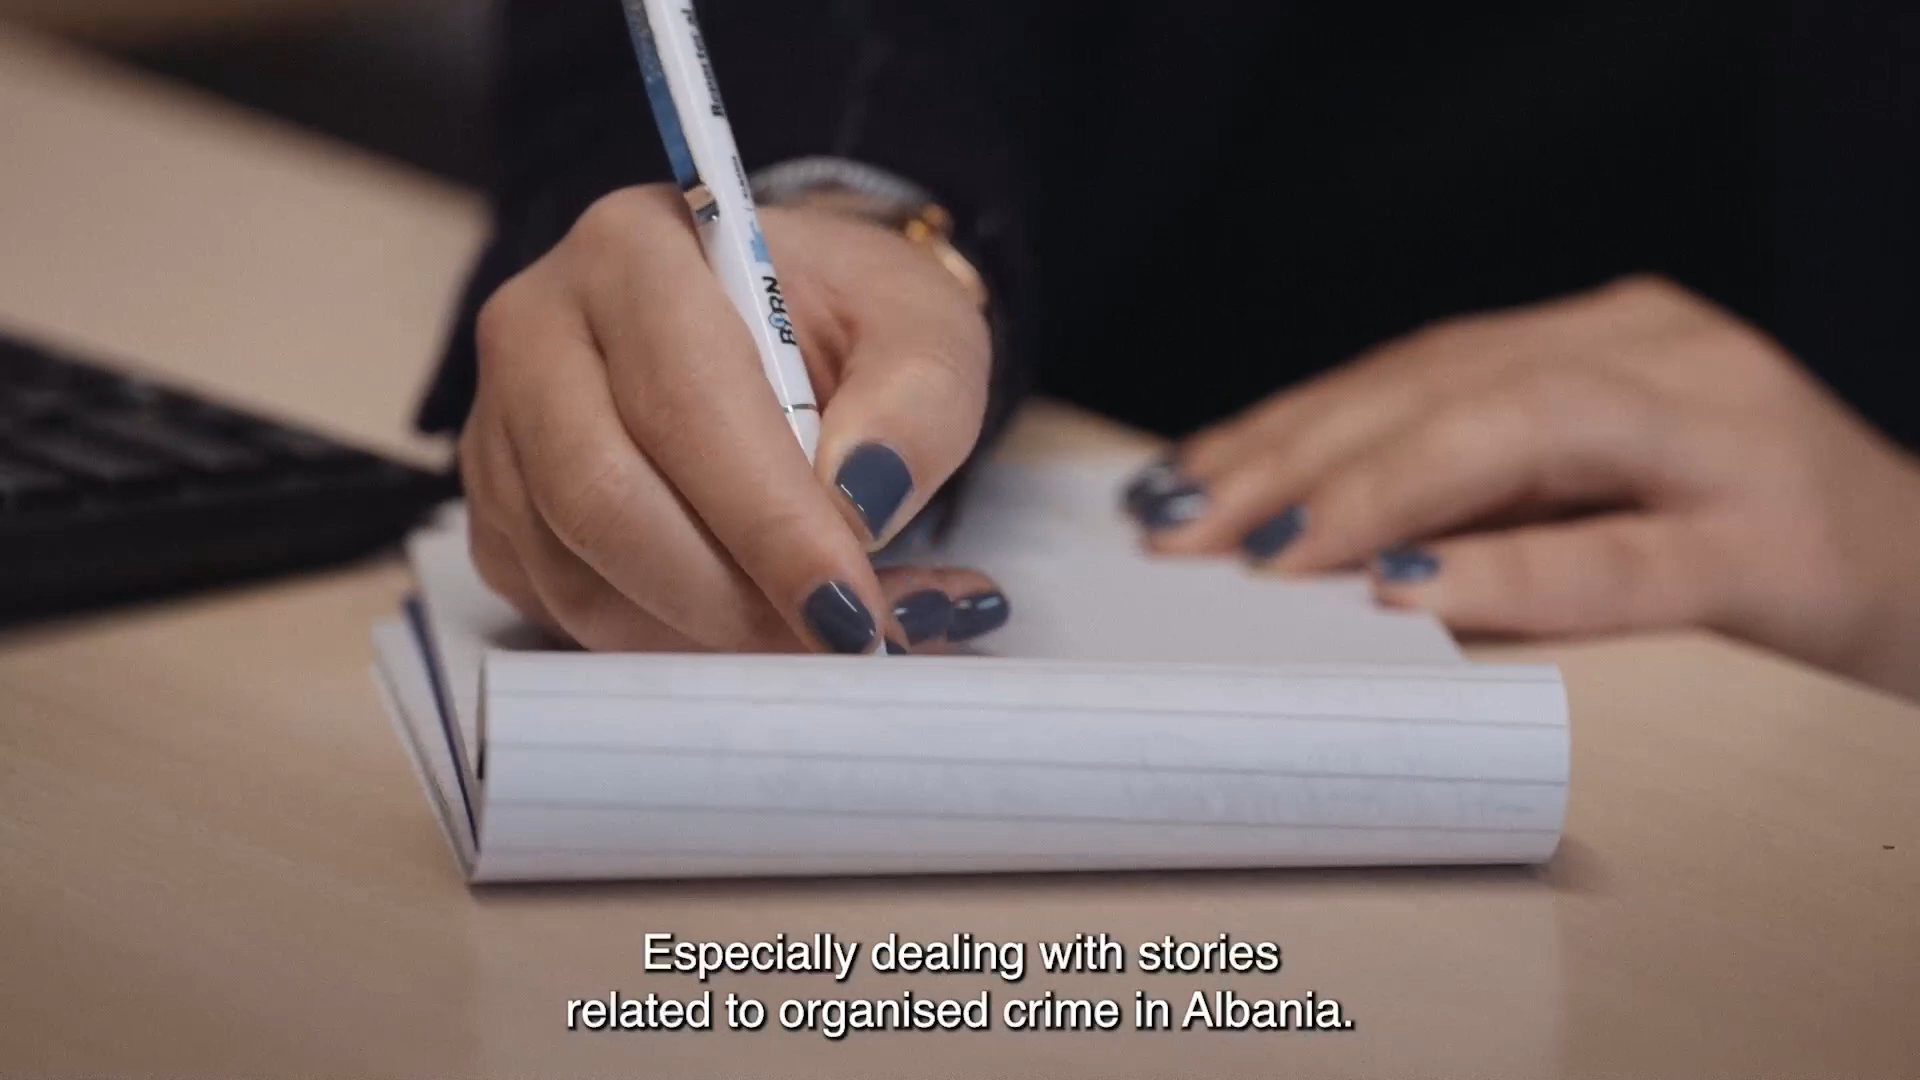 BIRN
Especially dealing with stories
related to organised crime in Albania.